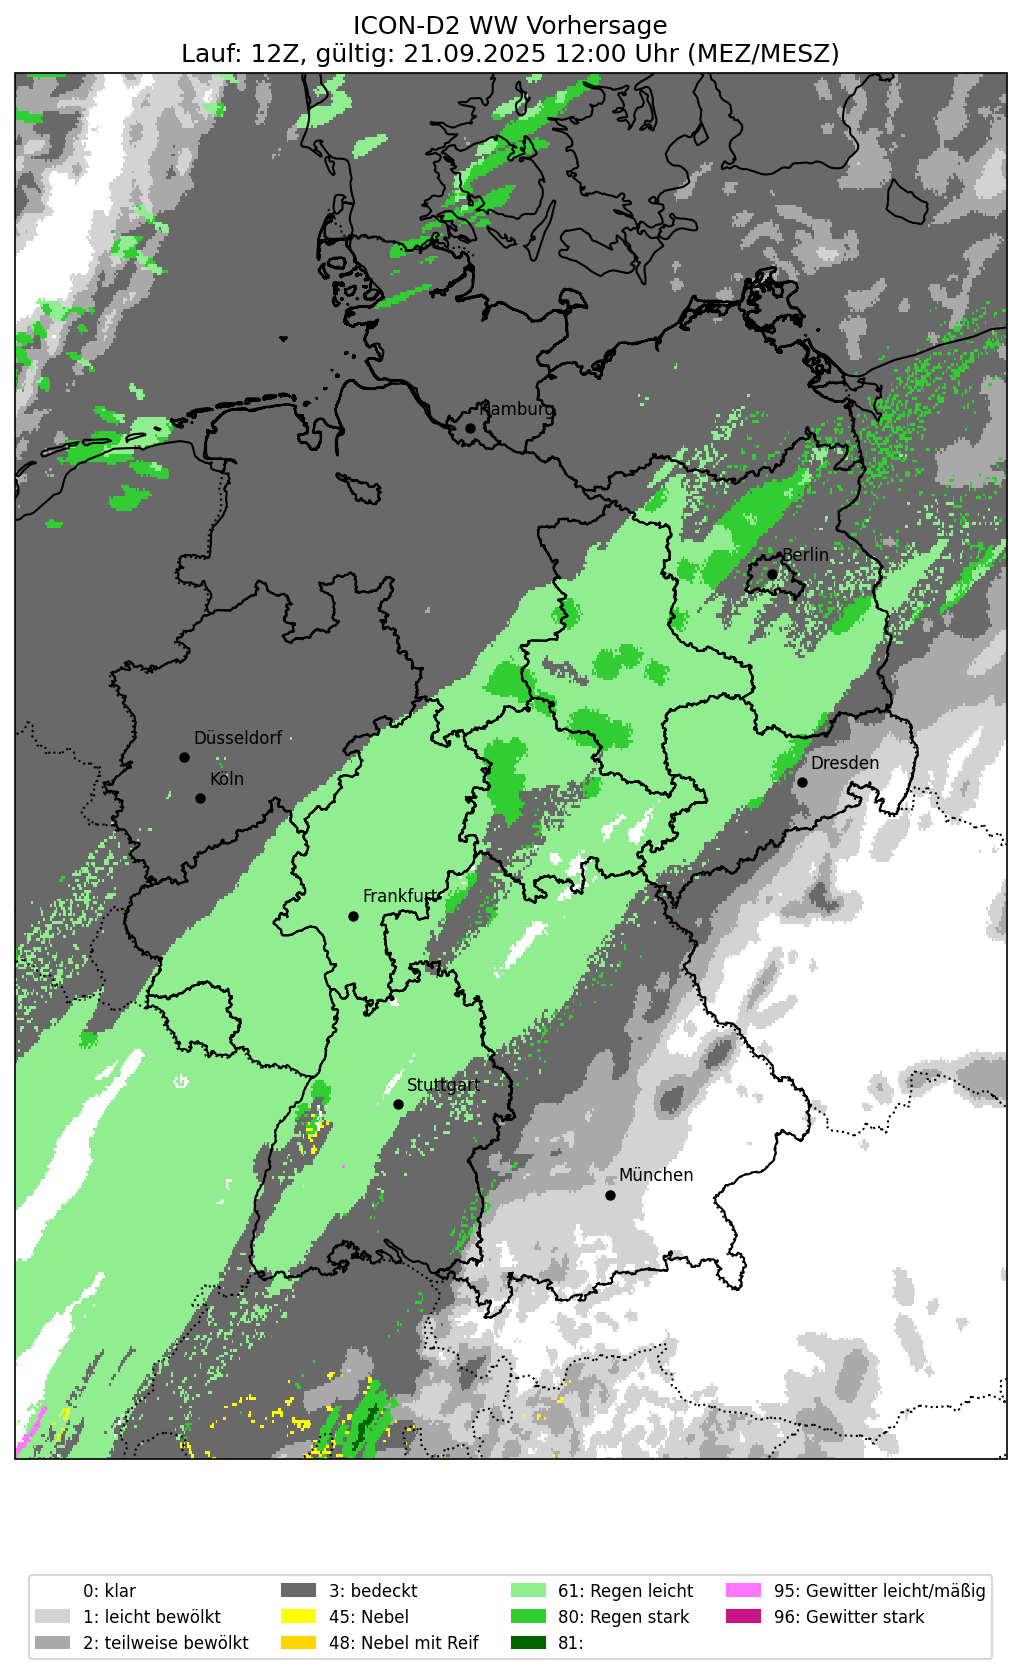 ICON-D2 WW Vorhersage
Lauf: 12Z, gültig: 21.09.2025 12:00 Uhr (MEZ/MESZ)
Hamburg
Berlin
Düsseldorf
Dresden
Köln
Frankfurt
Stuttgart
München
0: klar
1: leicht bewölkt
2: teilweise bewölkt
3: bedeckt
45: Nebel
48: Nebel mit Reif
61: Regen leicht
80: Regen stark
81:
95: Gewitter leicht/mäßig
96: Gewitter stark